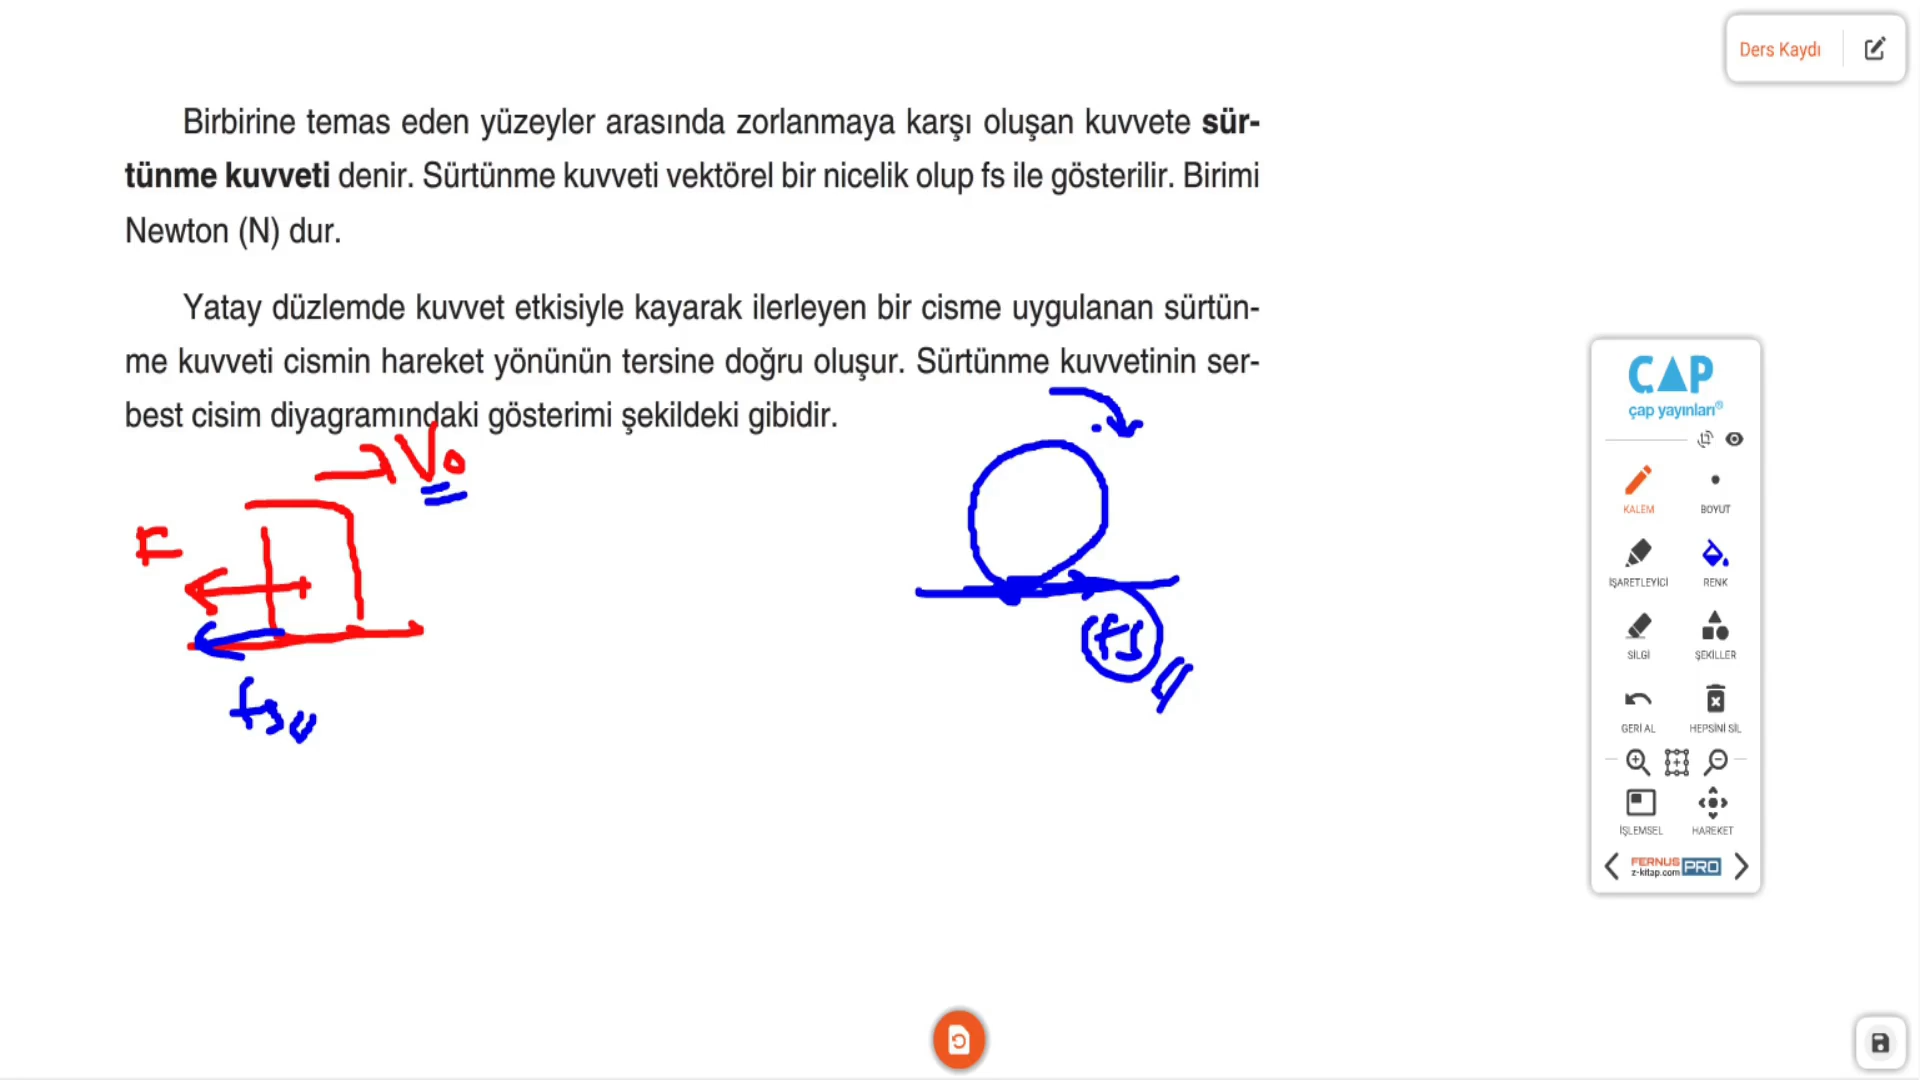 Ders Kaydı
Birbirine temas eden yüzeyler arasında zorlanmaya karşı oluşan kuvvete sür-
tünme kuvveti denir. Sürtünme kuvveti vektörel bir nicelik olup fs ile gösterilir. Birimi
Newton (N) dur.
Yatay düzlemde kuvvet etkisiyle kayarak ilerleyen bir cisme uygulanan sürtün-
me kuvveti cismin hareket yönünün tersine doğru oluşur. Sürtünme kuvvetinin ser-
best cisim diyagramındaki gösterimi şekildeki gibidir.
V₀
F
fs
fs
ÇAP
çap yayınları®
KALEM BOYUT
İŞARETLEYİCİ RENK
SİLGİ ŞEKİLLER
GERİ AL HEPSİNİ SİL
İŞLEMSEL HAREKET
FERNUS PRO
z-kitap.com